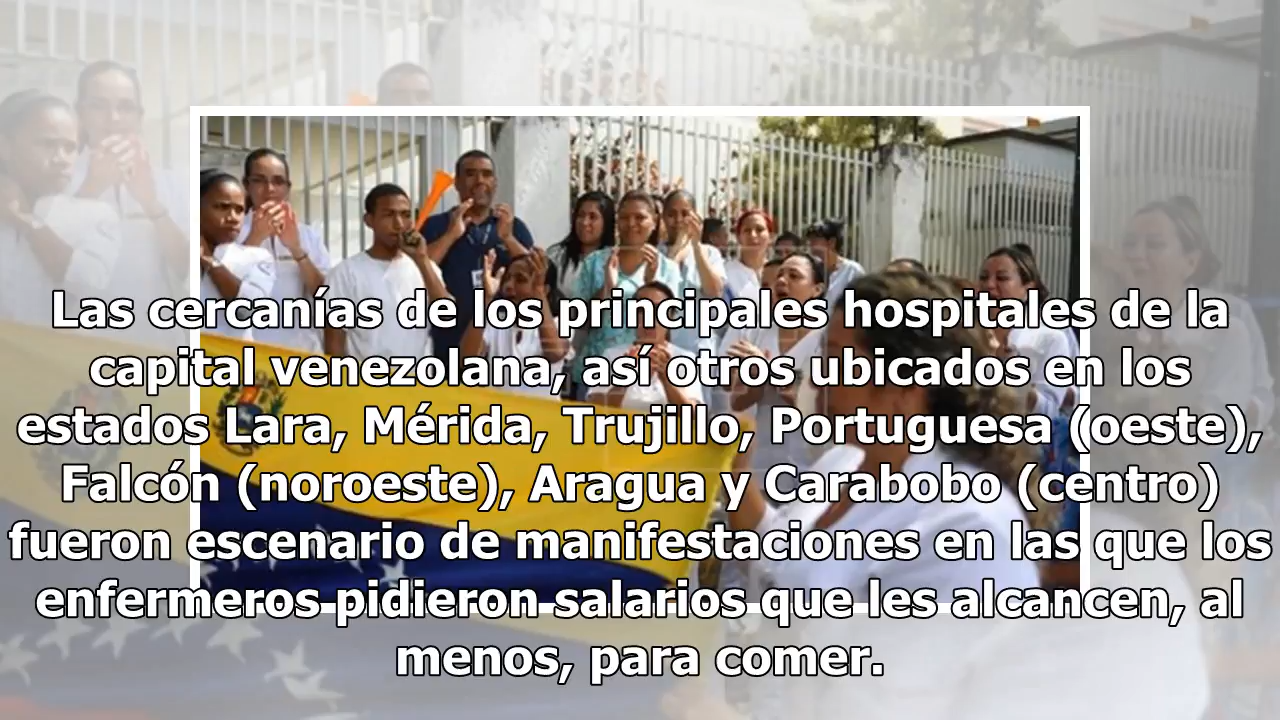 Las cercanías de los principales hospitales de la
capital venezolana, así otros ubicados en los
estados Lara, Mérida, Trujillo, Portuguesa (oeste),
Falcón (noroeste), Aragua y Carabobo (centro)
fueron escenario de manifestaciones en las que los
enfermeros pidieron salarios que les alcancen, al
menos, para comer.